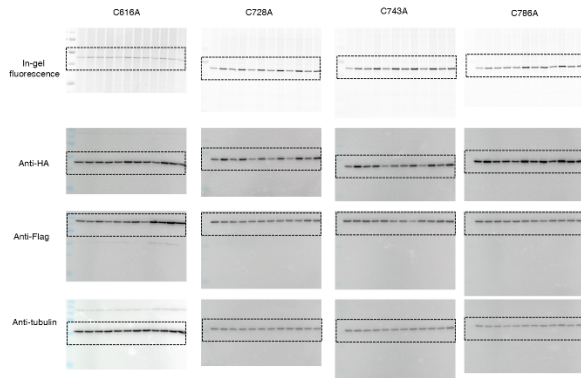 C616A C728A C743A C786A
In-gel
fluorescence
Anti-HA
Anti-Flag
Anti-tubulin